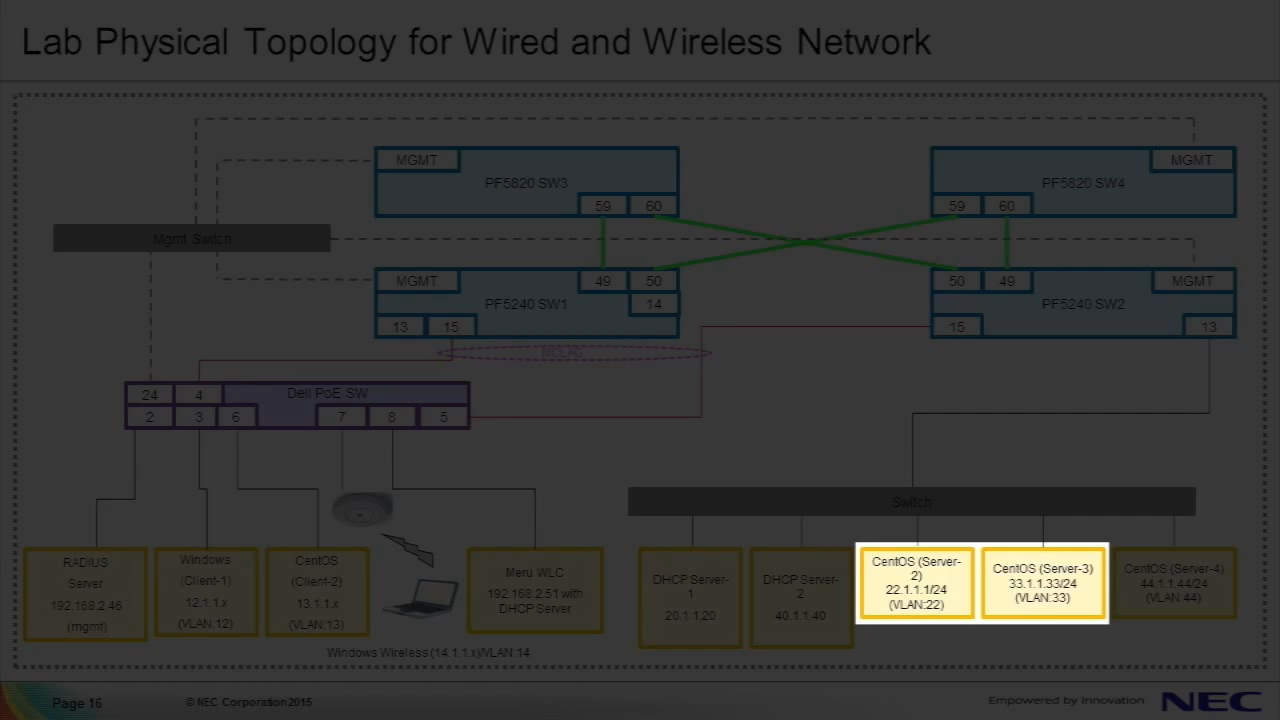 Lab Physical Topology for Wired and Wireless Network
MGMT
PF5820 SW3
59
60
MGMT
PF5820 SW4
59
60
Mgmt Switch
MGMT
49
50
PF5240 SW1
14
13
15
50
49
MGMT
PF5240 SW2
15
13
MCLAG
24
4
Dell PoE SW
2
3
6
7
8
5
Switch
RADIUS
Server
192.168.2.46
(mgmt)
Windows
(Client-1)
12.1.1.x
(VLAN:12)
CentOS
(Client-2)
13.1.1.x
(VLAN:13)
Meru WLC
192.168.2.51 with
DHCP Server
DHCP Server-
1
20.1.1.20
DHCP Server-
2
40.1.1.40
CentOS (Server-
2)
22.1.1.1/24
(VLAN:22)
CentOS (Server-3)
33.1.1.33/24
(VLAN:33)
CentOS (Server-4)
44.1.1.44/24
(VLAN:44)
Windows Wireless (14.1.1.x)/VLAN:14
Page 16
© NEC Corporation 2015
Empowered by Innovation
NEC